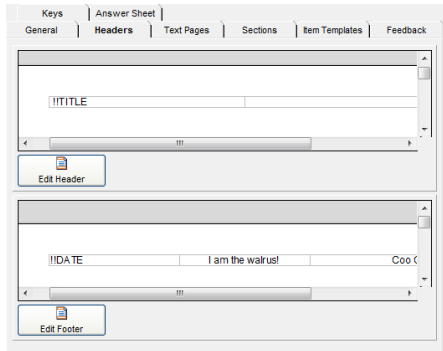 Keys Answer Sheet
General Headers Text Pages Sections Item Templates Feedback
!!TITLE
Edit Header
!!DATE I am the walrus! Coo
Edit Footer